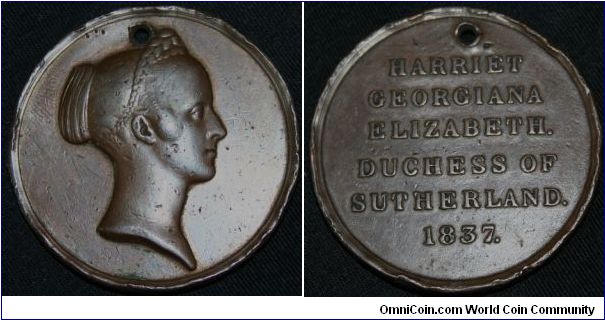 HARRIET
GEORGIANA
ELIZABETH.
DUCHESS OF
SUTHERLAND.
1837.
OmniCoin.com World Coin Community